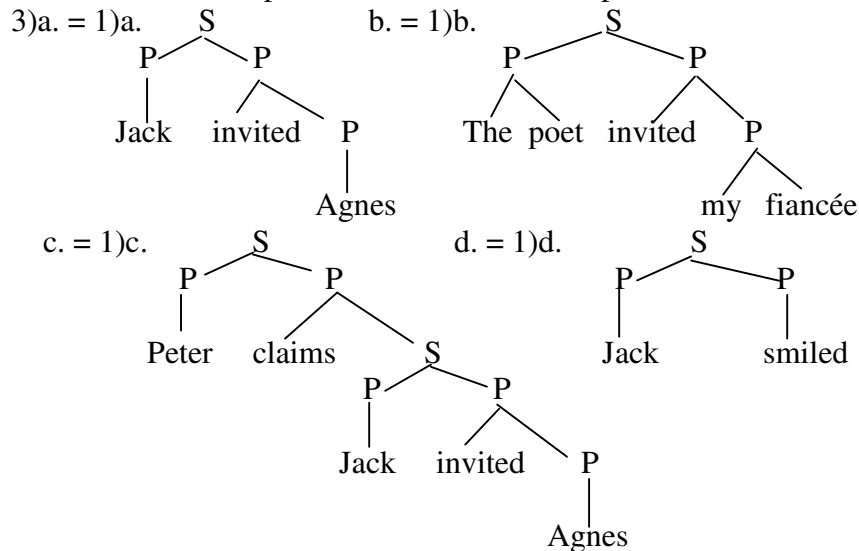 3)a. = 1)a. S b. = 1)b. S
P P P P
Jack invited P The poet invited P
Agnes my fiancée
c. = 1)c. S d. = 1)d. S
P P P P
Peter claims S Jack smiled
P P
Jack invited P
Agnes